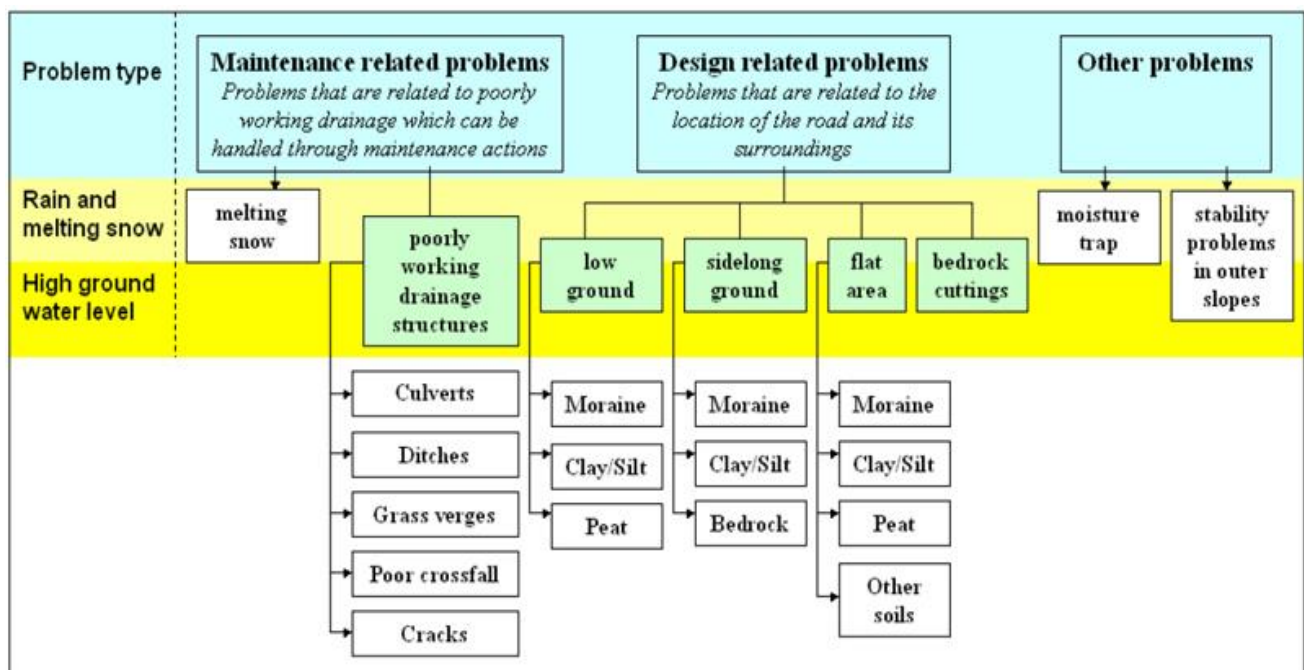 Problem type
Maintenance related problems
Problems that are related to poorly
working drainage which can be
handled through maintenance actions
Design related problems
Problems that are related to the
location of the road and its
surroundings
Other problems
Rain and
melting snow
High ground
water level
melting
snow
poorly
working
drainage
structures
low
ground
sidelong
ground
flat
area
bedrock
cuttings
moisture
trap
stability
problems
in outer
slopes
Culverts
Ditches
Grass verges
Poor crossfall
Cracks
Moraine
Clay/Silt
Peat
Moraine
Clay/Silt
Bedrock
Moraine
Clay/Silt
Peat
Other
soils